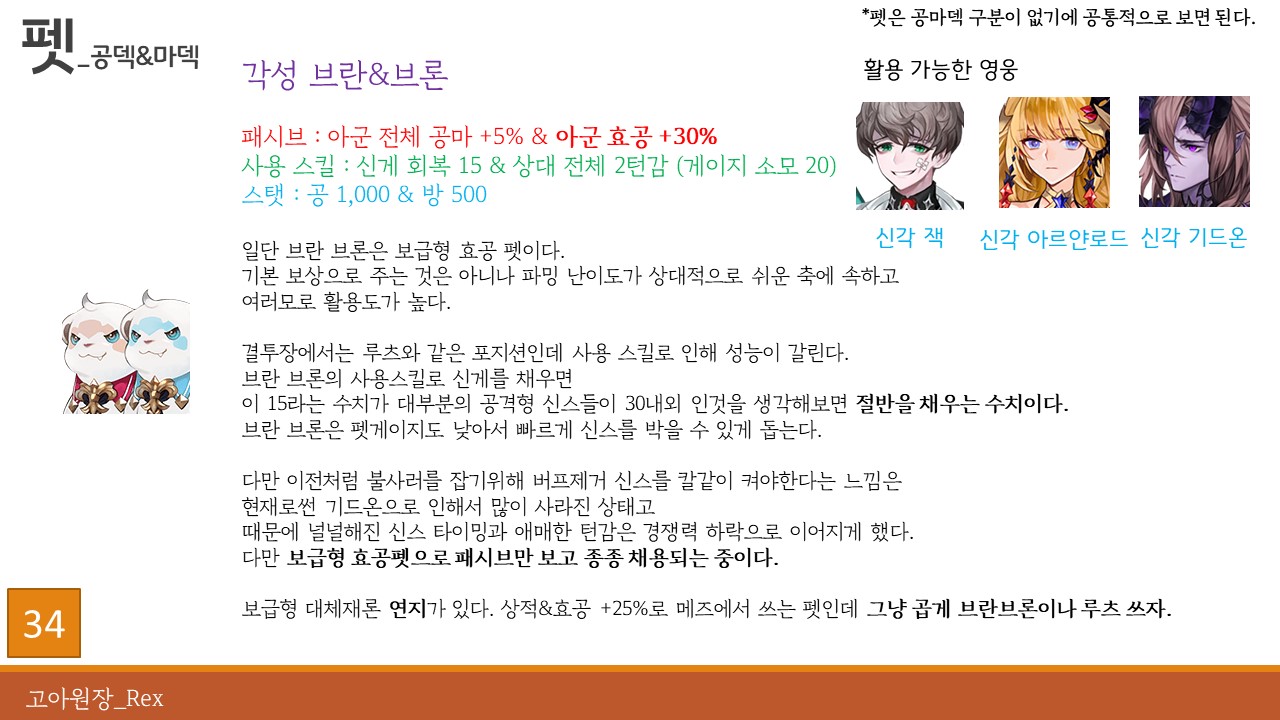 펫_공덱&마덱
*펫은 공마덱 구분이 없기에 공통적으로 보면 된다.
각성 브란&브론
활용 가능한 영웅
패시브 : 아군 전체 공마 +5% & 아군 효공 +30%
사용 스킬 : 신게 회복 15 & 상대 전체 2턴감 (게이지 소모 20)
스탯 : 공 1,000 & 방 500
신각 잭
신각 아르얀로드
신각 기드온
일단 브란 브론은 보급형 효공 펫이다.
기본 보상으로 주는 것은 아니나 파밍 난이도가 상대적으로 쉬운 축에 속하고
여러모로 활용도가 높다.
결투장에서는 루츠와 같은 포지션인데 사용 스킬로 인해 성능이 갈린다.
브란 브론의 사용스킬로 신게를 채우면
이 15라는 수치가 대부분의 공격형 신스들이 30내외 인것을 생각해보면 절반을 채우는 수치이다.
브란 브론은 펫게이지도 낮아서 빠르게 신스를 박을 수 있게 돕는다.
다만 이전처럼 불사러를 잡기위해 버프제거 신스를 칼같이 켜야한다는 느낌은
현재로썬 기드온으로 인해서 많이 사라진 상태고
때문에 널널해진 신스 타이밍과 애매한 턴감은 경쟁력 하락으로 이어지게 했다.
다만 보급형 효공펫으로 패시브만 보고 종종 채용되는 중이다.
보급형 대체재론 연지가 있다. 상적&효공 +25%로 메즈에서 쓰는 펫인데 그냥 곱게 브란브론이나 루츠 쓰자.
34
고아원장_Rex